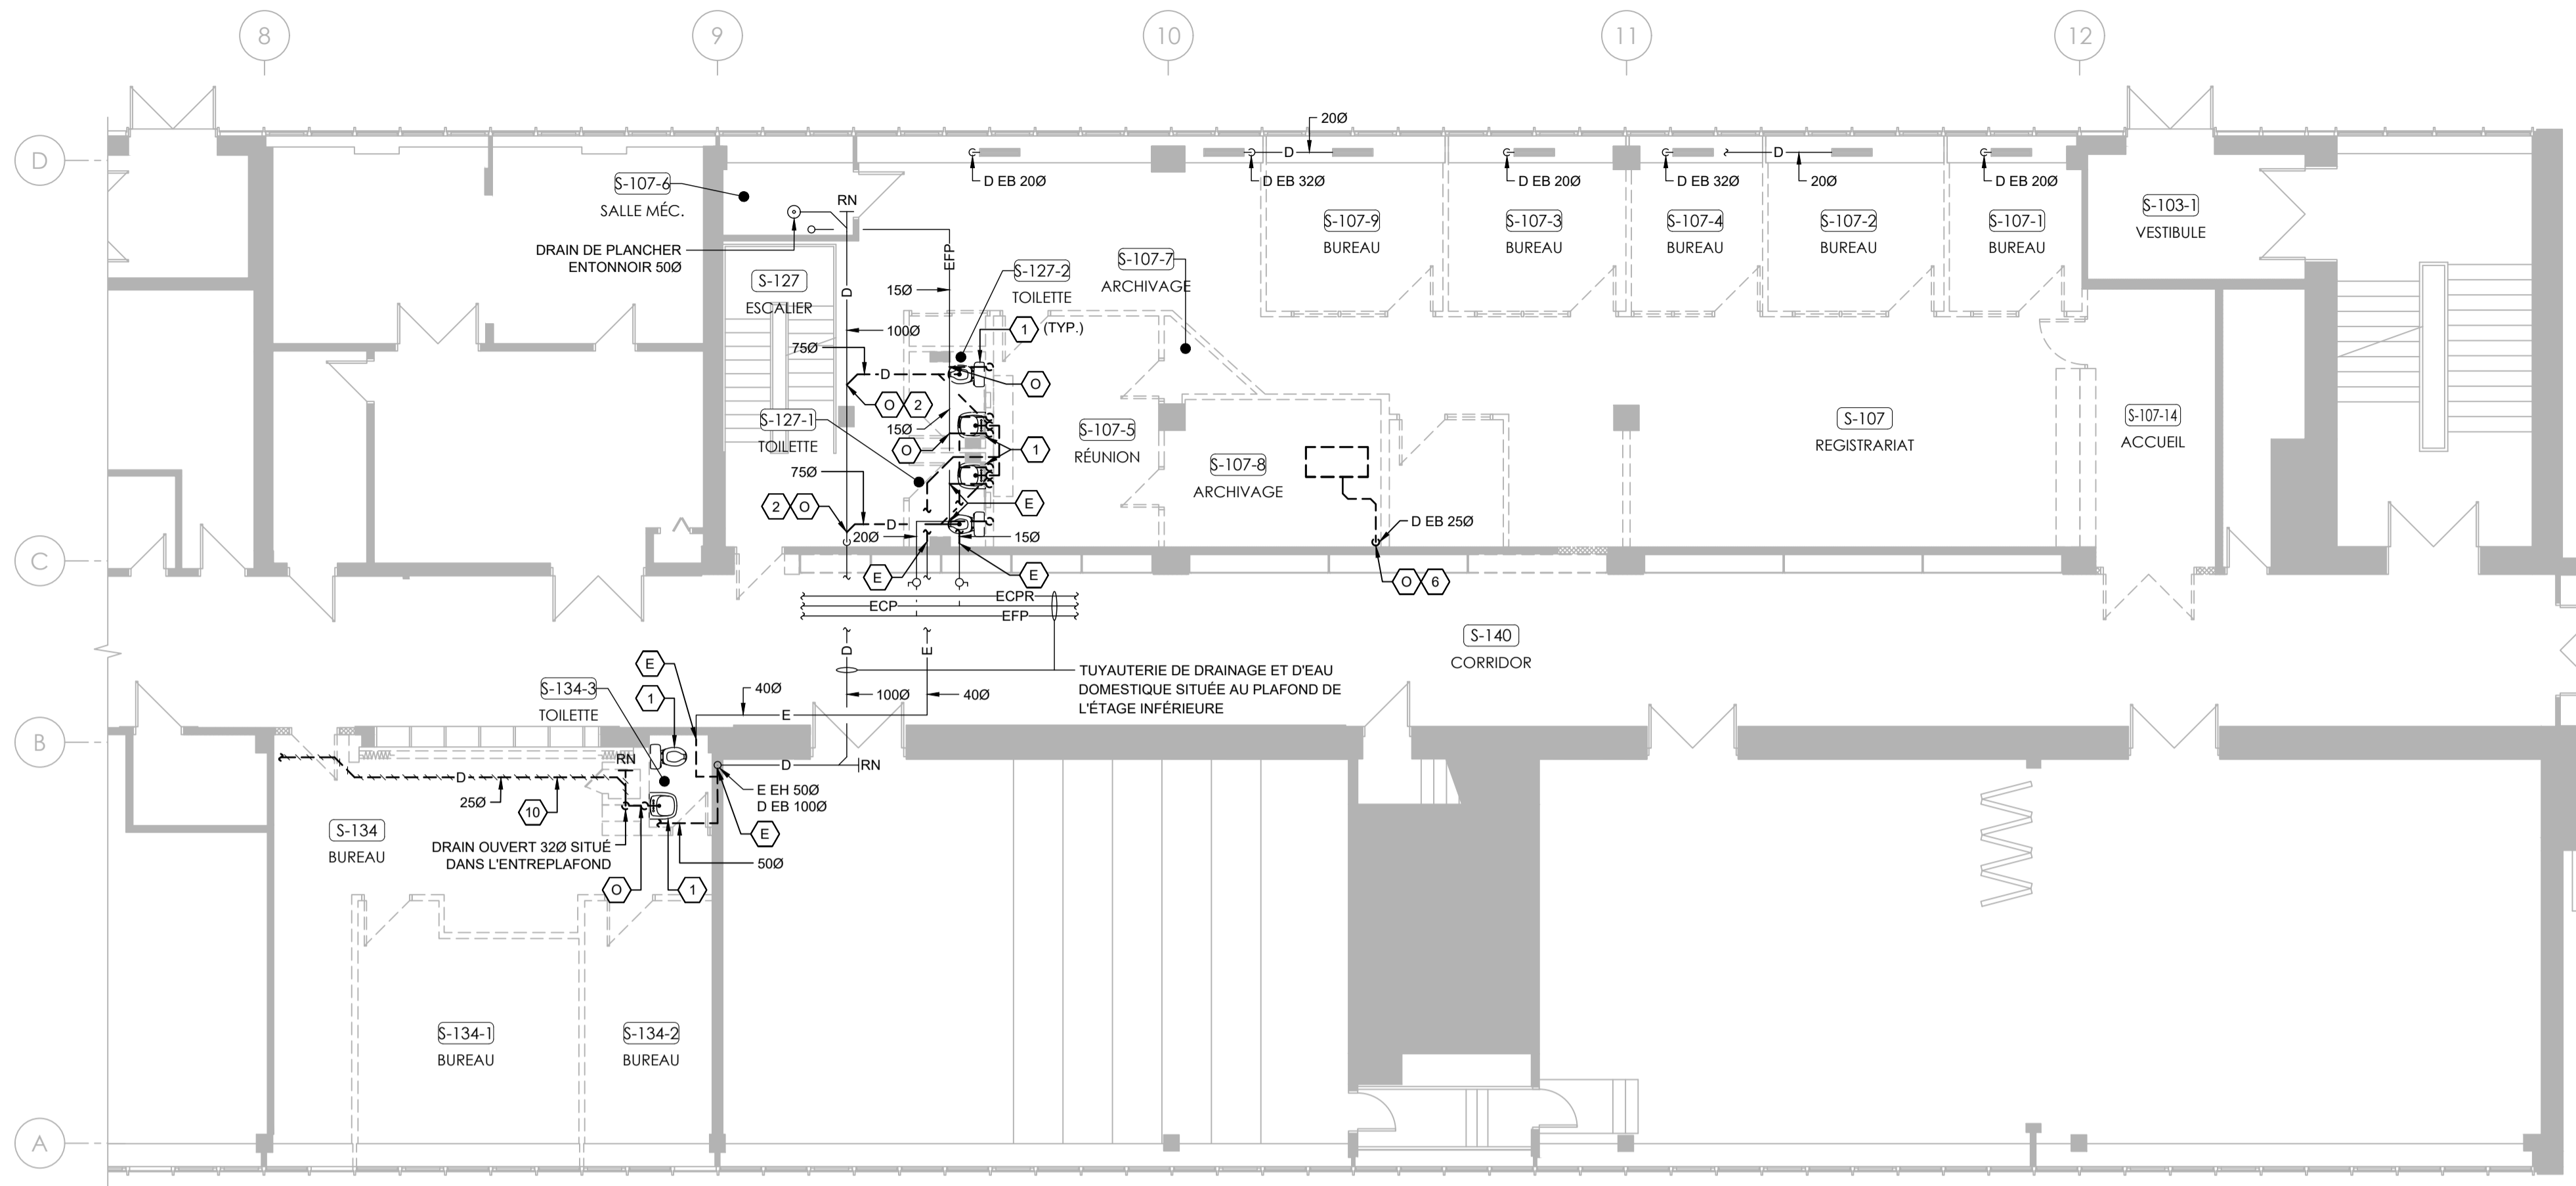 8
9
10
11
12
D
C
B
A
20Ø
D
D
D EB 20Ø
D EB 32Ø
D EB 20Ø
D EB 32Ø
20Ø
D EB 20Ø
S-107-6
SALLE MÉC.
RN
DRAIN DE PLANCHER
ENTONNOIR 50Ø
S-127
ESCALIER
D
EFP
15Ø
100Ø
75Ø
D
S-127-2
TOILETTE
1
(TYP.)
S-107-7
ARCHIVAGE
S-107-9
BUREAU
S-107-3
BUREAU
S-107-4
BUREAU
S-107-2
BUREAU
S-107-1
BUREAU
S-103-1
VESTIBULE
O
O
2
15Ø
O
1
S-127-1
TOILETTE
75Ø
2
O
D
20Ø
E
15Ø
E
E
S-107-5
RÉUNION
S-107-8
ARCHIVAGE
S-107
REGISTRARIAT
S-107-14
ACCUEIL
D EB 25Ø
O
6
ECPR
ECP
EFP
S-140
CORRIDOR
D
E
TUYAUTERIE DE DRAINAGE ET D'EAU
DOMESTIQUE SITUÉE AU PLAFOND DE
L'ÉTAGE INFÉRIEURE
E
1
S-134-3
TOILETTE
40Ø
100Ø
40Ø
E
RN
D
RN
D
25Ø
10
E EH 50Ø
D EB 100Ø
E
S-134
BUREAU
DRAIN OUVERT 32Ø SITUÉ
DANS L'ENTREPLAFOND
50Ø
O
1
S-134-1
BUREAU
S-134-2
BUREAU